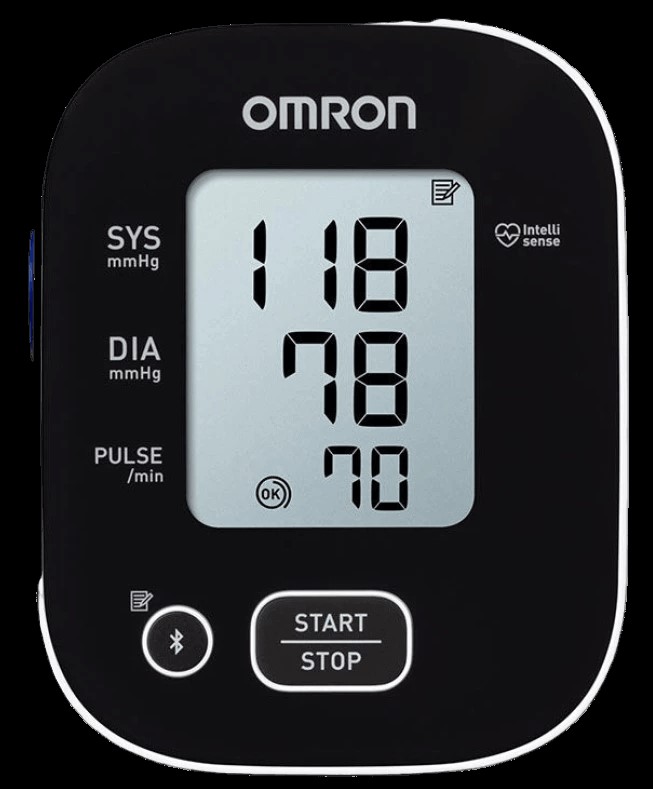 OMRON
SYS
mmHg
118
Intelli
sense
DIA
mmHg
78
PULSE
/min
70
OK
START
STOP